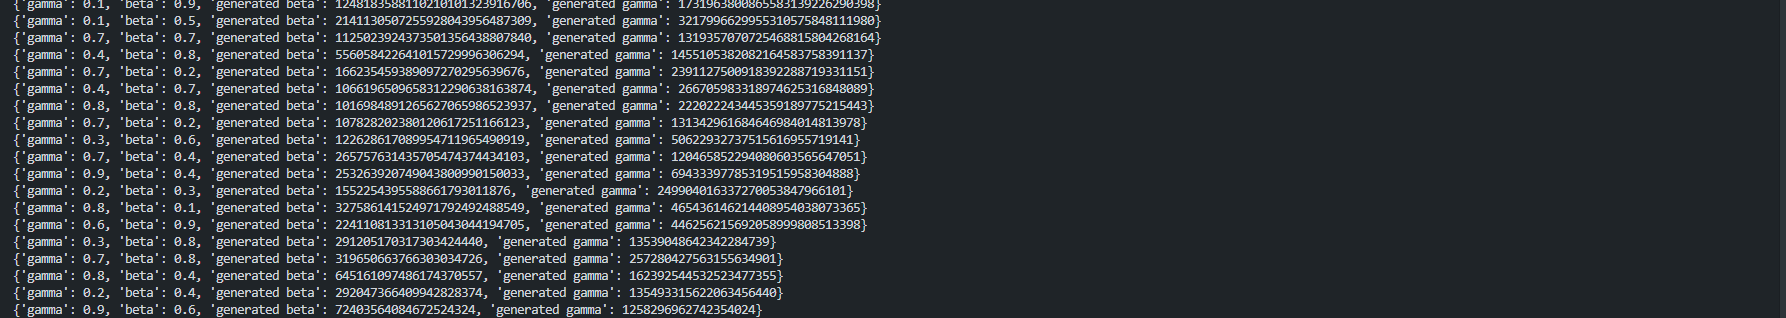 {'gamma': 0.1, 'beta': 0.9, 'generated beta': 124818358811021010132391670​6, 'generated gamma': 1731963800865583139226290398}
{'gamma': 0.1, 'beta': 0.5, 'generated beta': 2141130507255928043956487309, 'generated gamma': 3217996629955310575848111980}
{'gamma': 0.7, 'beta': 0.7, 'generated beta': 1125023924373501356438807840, 'generated gamma': 1319357070725468815804268164}
{'gamma': 0.4, 'beta': 0.8, 'generated beta': 556058422641015729996306294, 'generated gamma': 1455105382082164583758391137}
{'gamma': 0.7, 'beta': 0.2, 'generated beta': 166235459389097270295639676, 'generated gamma': 2391127500918392288719331151}
{'gamma': 0.4, 'beta': 0.7, 'generated beta': 1066196509658312290638163874, 'generated gamma': 266705983318974625316848089}
{'gamma': 0.8, 'beta': 0.8, 'generated beta': 1016984891265627065986523937, 'generated gamma': 222022243445359189775215443}
{'gamma': 0.7, 'beta': 0.2, 'generated beta': 107828202380120617251166123, 'generated gamma': 131342961684646984014813978}
{'gamma': 0.3, 'beta': 0.6, 'generated beta': 122628617089954711965490919, 'generated gamma': 50622932737515616955719141}
{'gamma': 0.7, 'beta': 0.4, 'generated beta': 265757631435705474374434103, 'generated gamma': 120465852294080603565647051}
{'gamma': 0.9, 'beta': 0.4, 'generated beta': 253263920749043800990150033, 'generated gamma': 69433397785319515958304888}
{'gamma': 0.2, 'beta': 0.3, 'generated beta': 1552254395588661793011876, 'generated gamma': 249904016337270053847966101}
{'gamma': 0.8, 'beta': 0.1, 'generated beta': 327586141524971792492488549, 'generated gamma': 465436146214408954038073365}
{'gamma': 0.6, 'beta': 0.9, 'generated beta': 224110813313105043044194705, 'generated gamma': 446256215692058999808513398}
{'gamma': 0.3, 'beta': 0.8, 'generated beta': 291205170317303424440, 'generated gamma': 13539048642342284739}
{'gamma': 0.7, 'beta': 0.8, 'generated beta': 319650663766303034726, 'generated gamma': 257280427563155634901}
{'gamma': 0.8, 'beta': 0.4, 'generated beta': 645161097486174370557, 'generated gamma': 162392544532523477355}
{'gamma': 0.2, 'beta': 0.4, 'generated beta': 292047366409942828374, 'generated gamma': 135493315622063456440}
{'gamma': 0.9, 'beta': 0.6, 'generated beta': 72403564084672524324, 'generated gamma': 1258296962742354024}